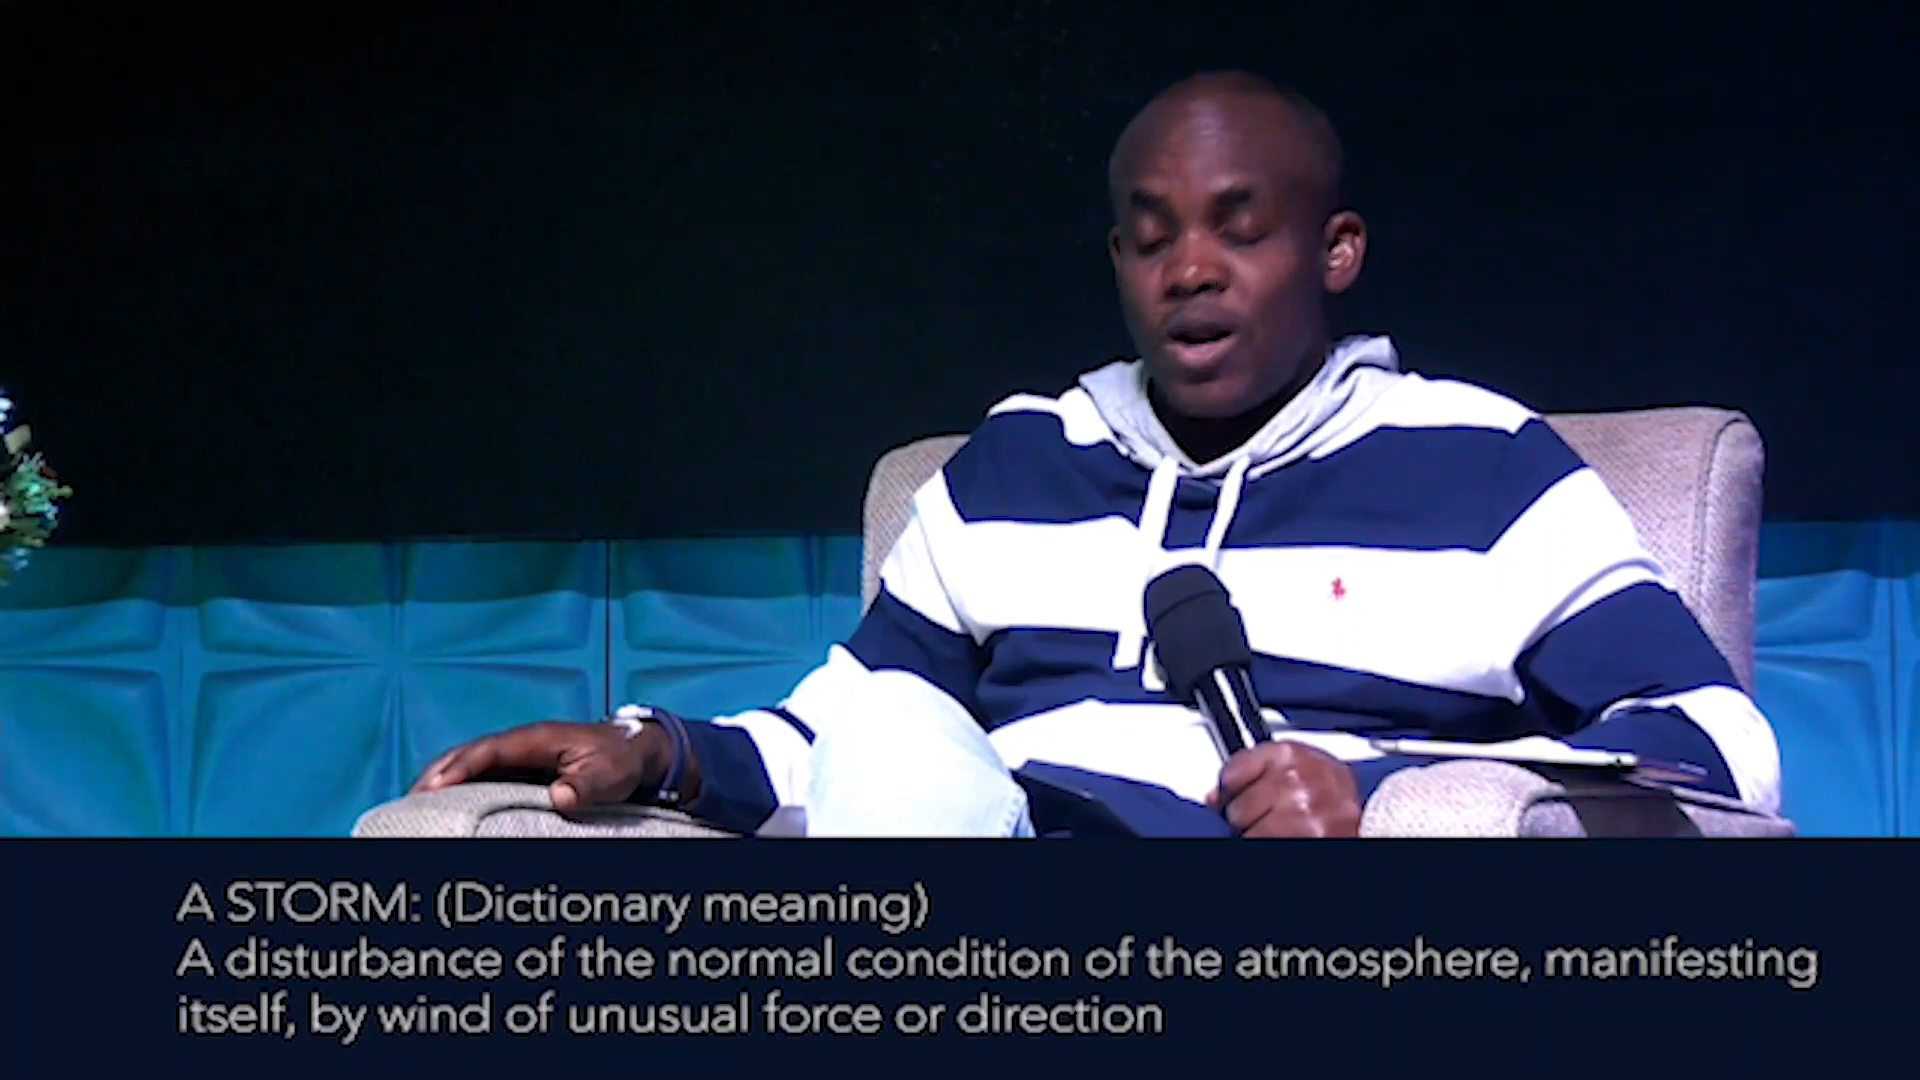 A STORM: (Dictionary meaning)
A disturbance of the normal condition of the atmosphere, manifesting
itself, by wind of unusual force or direction